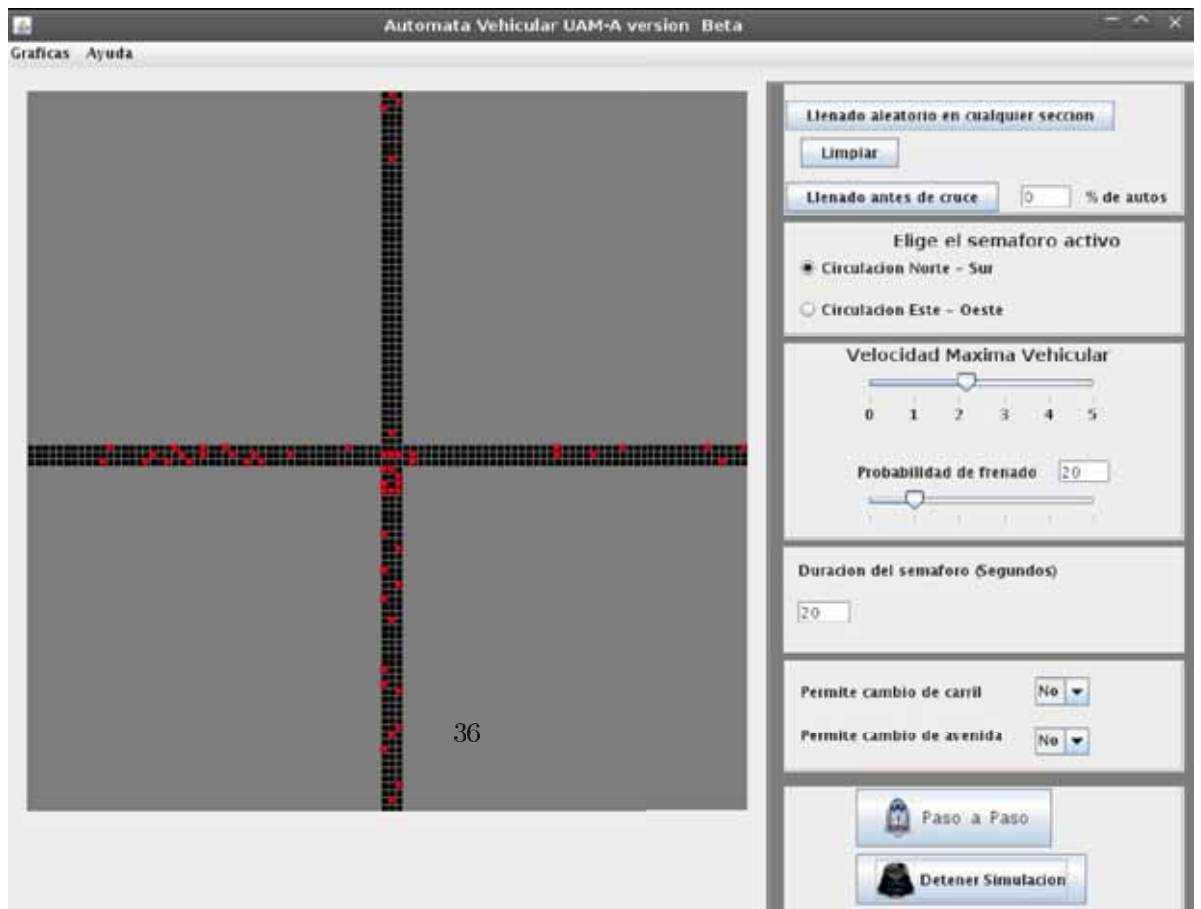 Automata Vehicular UAM-A version Beta
Graficas Ayuda
Llenado aleatorio en cualquier seccion
Limpiar
Llenado antes de cruce 0 % de autos
Elige el semaforo activo
Circulacion Norte - Sur
Circulacion Este - Oeste
Velocidad Maxima Vehicular
0 1 2 3 4 5
Probabilidad de frenado 20
Duracion del semaforo (Segundos)
20
Permite cambio de carril No
Permite cambio de avenida No
36
Paso a Paso
Detener Simulacion